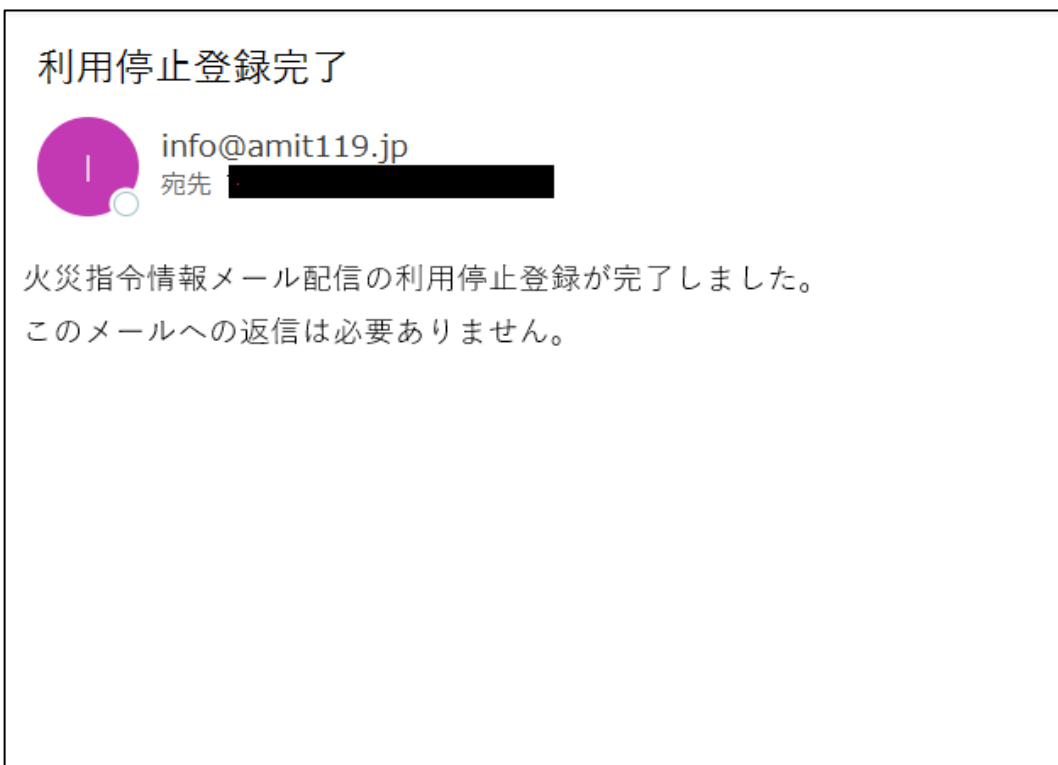 利用停止登録完了
I
info@amit119.jp
宛先
火災指令情報メール配信の利用停止登録が完了しました。
このメールへの返信は必要ありません。